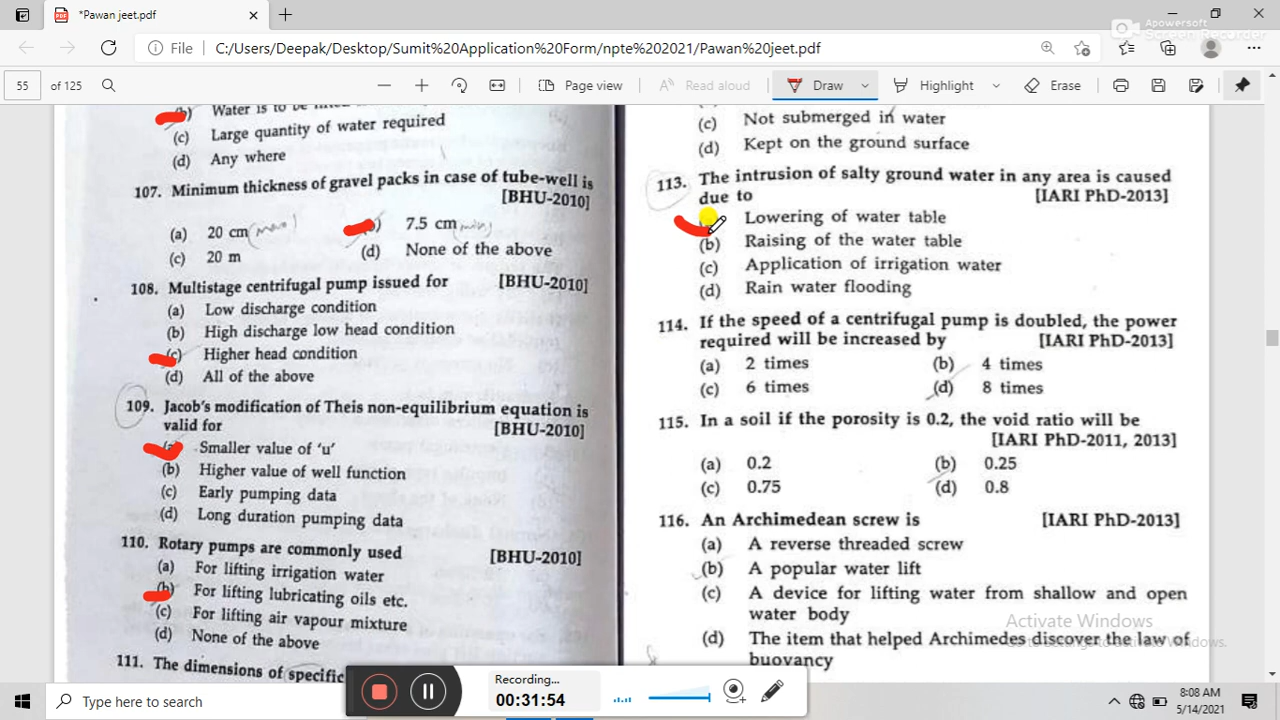 *Pawan jeet.pdf
Apowersoft
Screen Recorder
File C:/Users/Deepak/Desktop/Sumit%20Application%20Form/npte%202021/Pawan%20jeet.pdf
55 of 125 Page view Read aloud Draw Highlight Erase
(b) Water is to be
(c) Large quantity of water required
(d) Any where
107. Minimum thickness of gravel packs in case of tube-well is
[BHU-2010]
(a) 20 cm 7.5 cm
(c) 20 m (d) None of the above
108. Multistage centrifugal pump issued for [BHU-2010]
(a) Low discharge condition
(b) High discharge low head condition
(c) Higher head condition
(d) All of the above
109. Jacob's modification of Theis non-equilibrium equation is
valid for [BHU-2010]
Smaller value of 'u'
(b) Higher value of well function
(c) Early pumping data
(d) Long duration pumping data
110. Rotary pumps are commonly used [BHU-2010]
(a) For lifting irrigation water
(b) For lifting lubricating oils etc.
(c) For lifting air vapour mixture
(d) None of the above
111. The dimensions of specific
(c) Not submerged in water
(d) Kept on the ground surface
113. The intrusion of salty ground water in any area is caused
due to [IARI PhD-2013]
Lowering of water table
(b) Raising of the water table
(c) Application of irrigation water
(d) Rain water flooding
114. If the speed of a centrifugal pump is doubled, the power
required will be increased by [IARI PhD-2013]
(a) 2 times (b) 4 times
(c) 6 times (d) 8 times
115. In a soil if the porosity is 0.2, the void ratio will be
[IARI PhD-2011, 2013]
(a) 0.2 (b) 0.25
(c) 0.75 (d) 0.8
116. An Archimedean screw is [IARI PhD-2013]
(a) A reverse threaded screw
(b) A popular water lift
(c) A device for lifting water from shallow and open
water body
(d) The item that helped Archimedes discover the law of
buoyancy
Activate Windows
Go to Settings to activate Windows.
Recording...
00:31:54
Type here to search
8:08 AM
5/14/2021